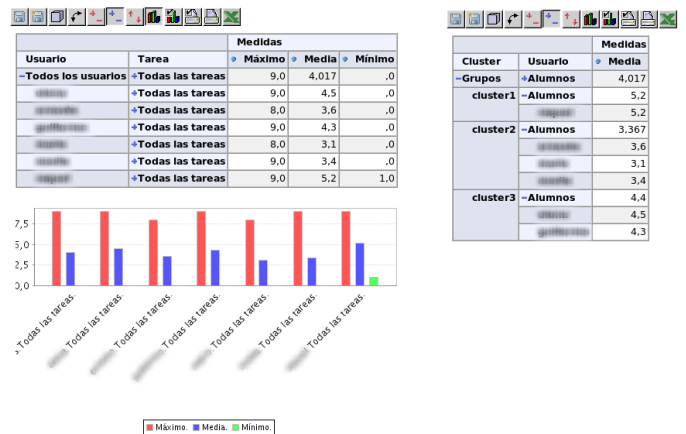 Medidas
Usuario Tarea Máximo Media Mínimo
Todos los usuarios Todas las tareas 9,0 4,017 ,0
Todas las tareas 9,0 4,5 ,0
Todas las tareas 8,0 3,6 ,0
Todas las tareas 9,0 4,3 ,0
Todas las tareas 8,0 3,1 ,0
Todas las tareas 9,0 3,4 ,0
Todas las tareas 9,0 5,2 1,0
7,5
5,0
2,5
0,0
s.Todas las tareas.
.Todas las tareas.
.Todas las tareas.
.Todas las tareas.
.Todas las tareas.
.Todas las tareas.
.Todas las tareas.
Máximo. Media. Mínimo.
Medidas
Cluster Usuario Media
Grupos Alumnos 4,017
cluster1 Alumnos 5,2
5,2
cluster2 Alumnos 3,367
3,6
3,1
3,4
cluster3 Alumnos 4,4
4,5
4,3